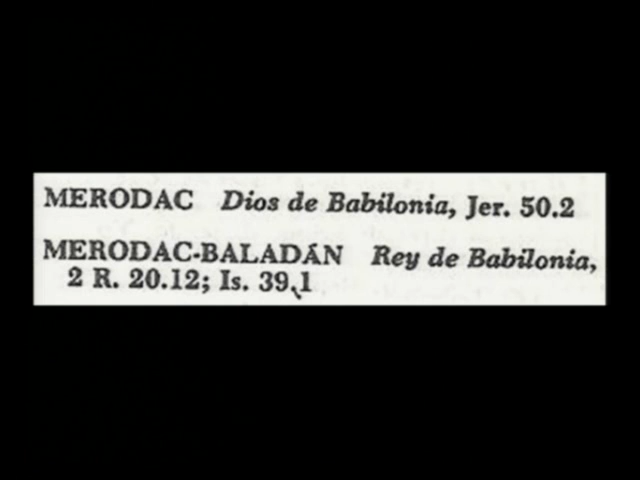 MERODAC Dios de Babilonia, Jer. 50.2
MERODAC-BALADÁN Rey de Babilonia,
2 R. 20.12; Is. 39.1